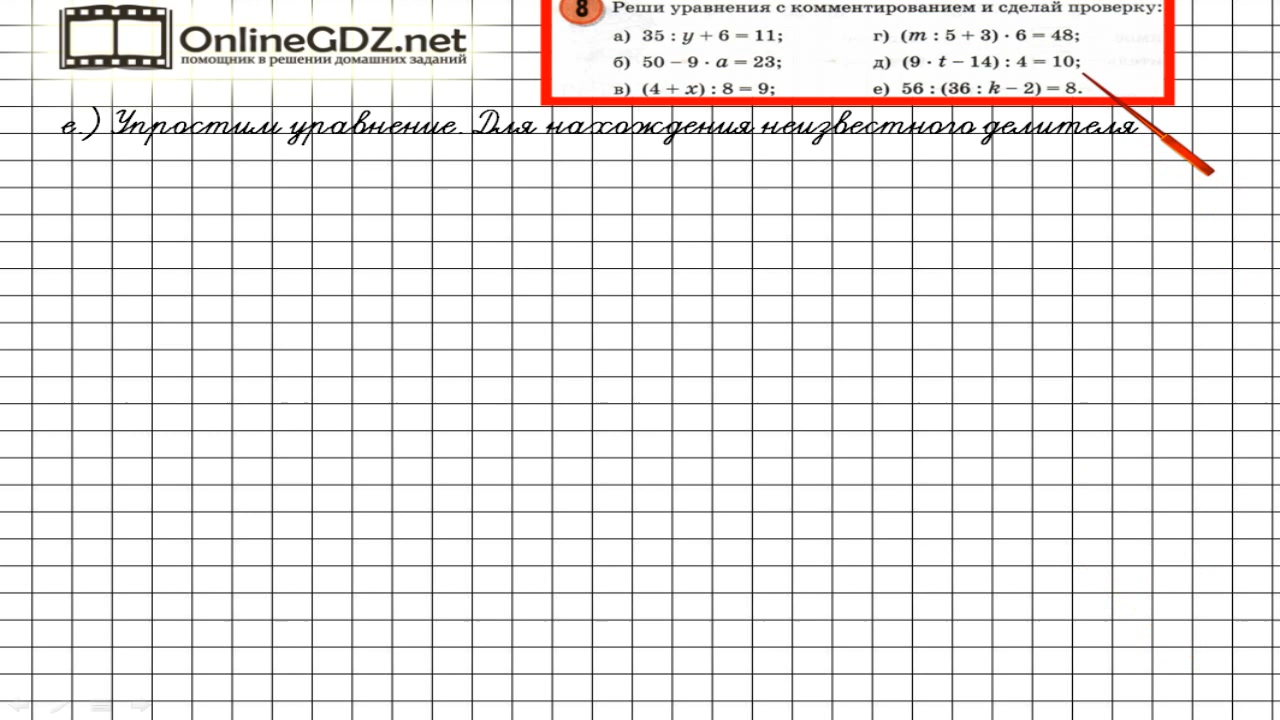 OnlineGDZ.net
помощник в решении домашних заданий
8 Реши уравнения с комментированием и сделай проверку:
а) 35 : y + 6 = 11;
б) 50 – 9 · a = 23;
в) (4 + x) : 8 = 9;
г) (m : 5 + 3) · 6 = 48;
д) (9 · t – 14) : 4 = 10;
е) 56 : (36 : k – 2) = 8.
е.) Упростим уравнение. Для нахождения неизвестного делителя